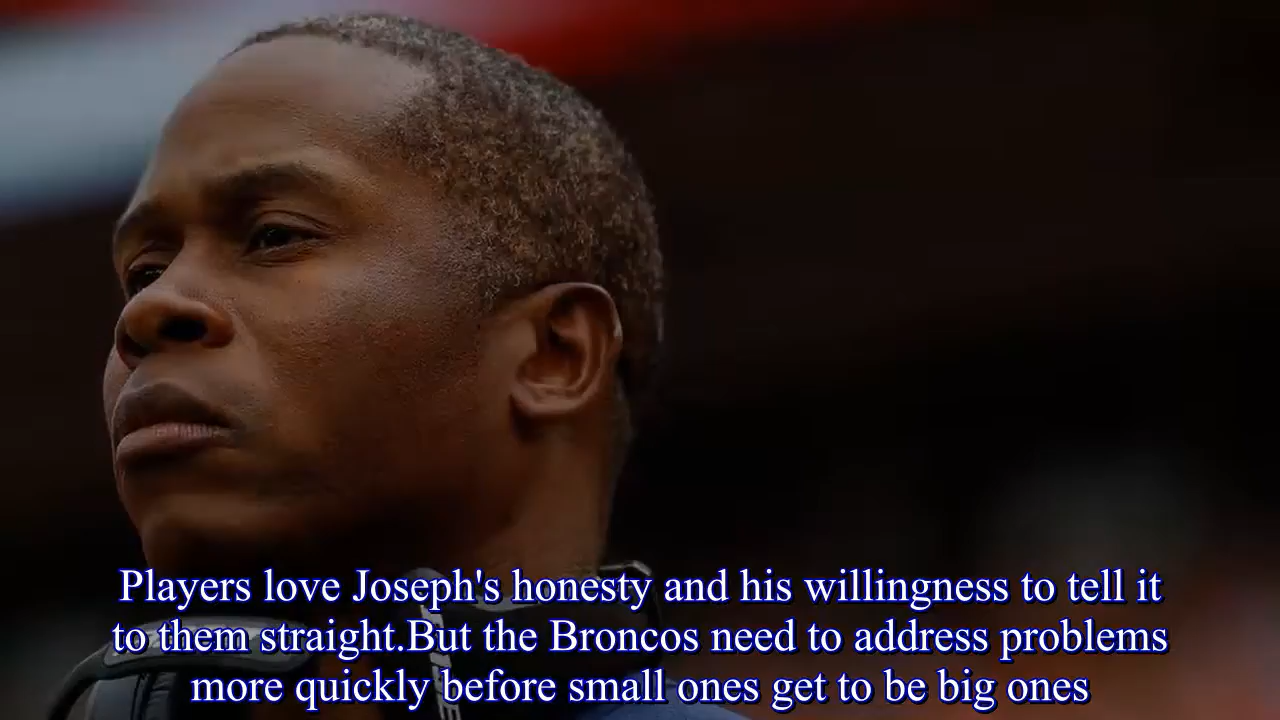 Players love Joseph's honesty and his willingness to tell it
to them straight.But the Broncos need to address problems
more quickly before small ones get to be big ones